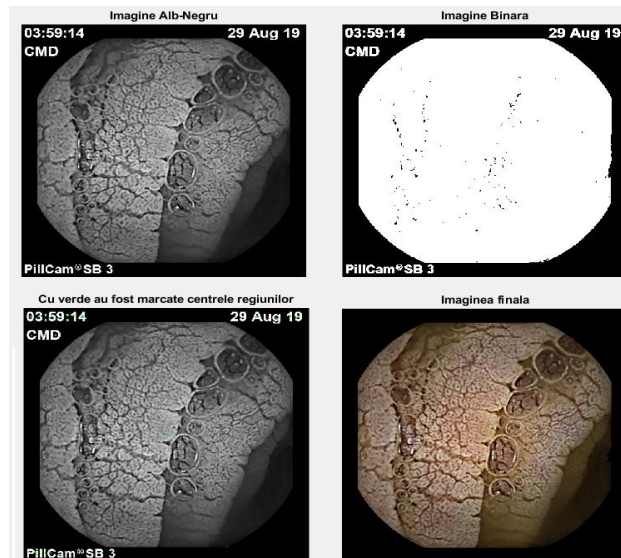 Imagine Alb-Negru
03:59:14 29 Aug 19
CMD
PillCam®SB 3
Imagine Binara
03:59:14 29 Aug 19
CMD
PillCam®SB 3
Cu verde au fost marcate centrele regiunilor
03:59:14 29 Aug 19
CMD
PillCam®SB 3
Imaginea finala